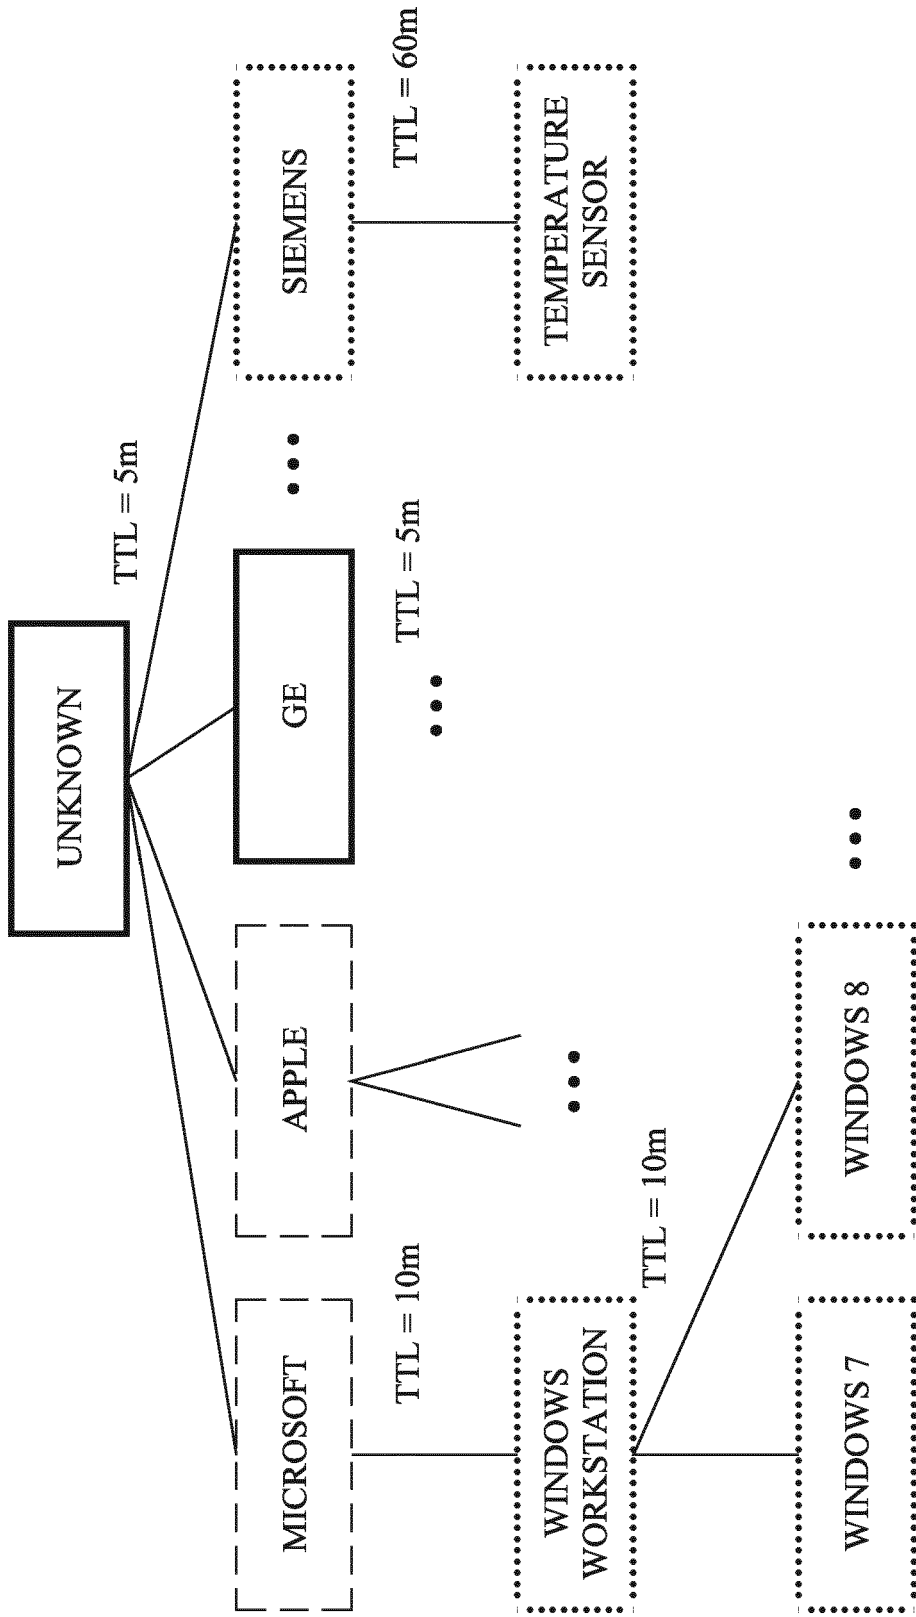 UNKNOWN
TTL = 5m
MICROSOFT
APPLE
GE
SIEMENS
TTL = 10m
TTL = 5m
TTL = 60m
WINDOWS
WORKSTATION
TEMPERATURE
SENSOR
TTL = 10m
WINDOWS 7
WINDOWS 8